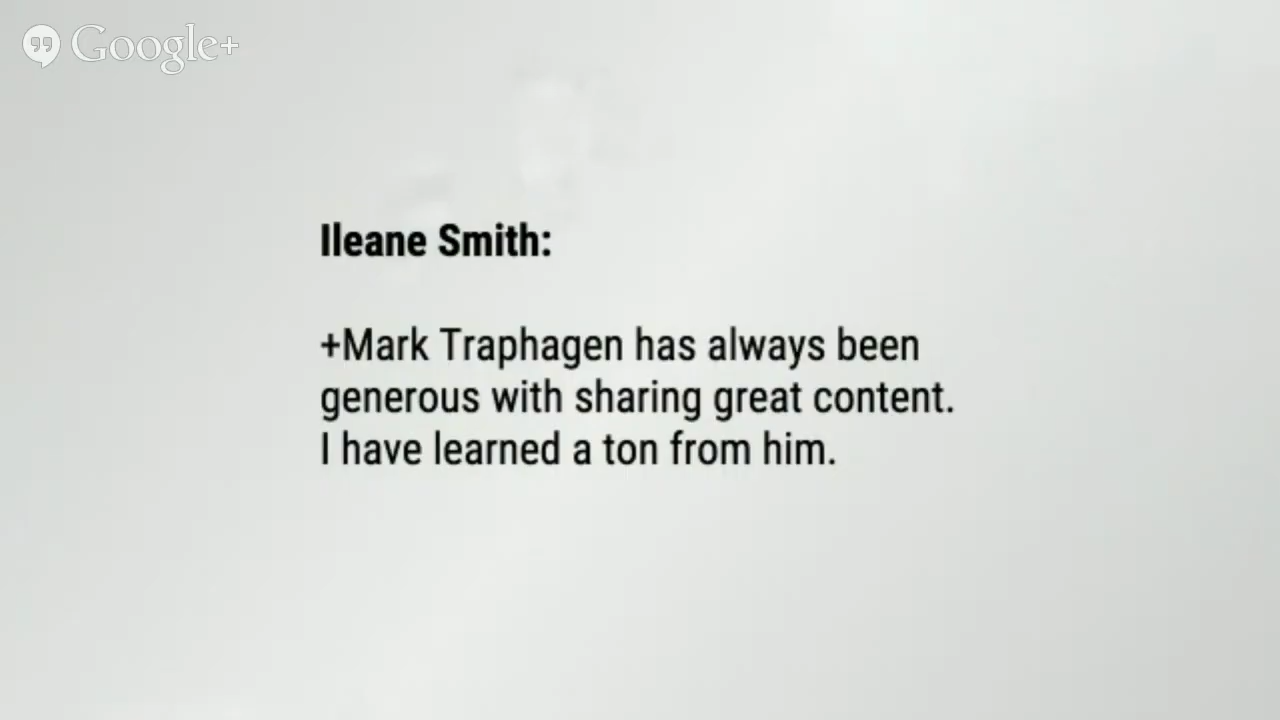 Google+
Ileane Smith:
+Mark Traphagen has always been
generous with sharing great content.
I have learned a ton from him.